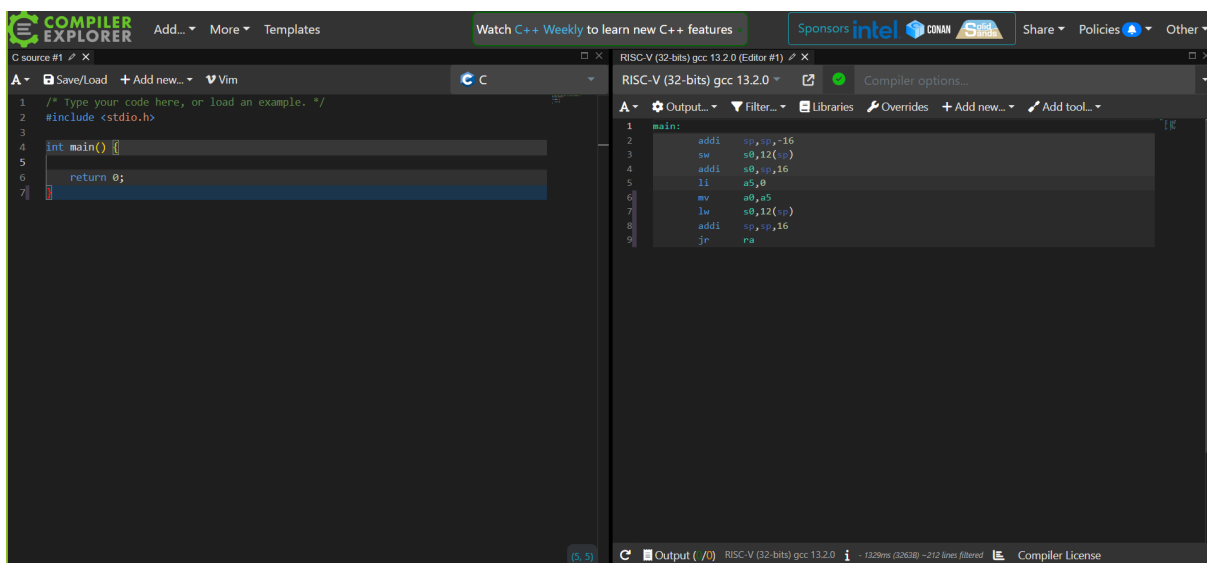 COMPILER EXPLORER Add... More Templates Watch C++ Weekly to learn new C++ features Sponsors intel CONAN Solid Sands Share Policies Other
C source #1
A Save/Load + Add new... Vim C
1 /* Type your code here, or load an example. */
2 #include <stdio.h>
3
4 int main() {
5
6 return 0;
7 }
(5, 5)
RISC-V (32-bits) gcc 13.2.0 (Editor #1)
RISC-V (32-bits) gcc 13.2.0 Compiler options...
A Output... Filter... Libraries Overrides + Add new... Add tool...
1 main:
2 addi sp,sp,-16
3 sw s0,12(sp)
4 addi s0,sp,16
5 li a5,0
6 mv a0,a5
7 lw s0,12(sp)
8 addi sp,sp,16
9 jr ra
Output ( /0) RISC-V (32-bits) gcc 13.2.0 i - 1329ms (3263B) ~212 lines filtered Compiler License